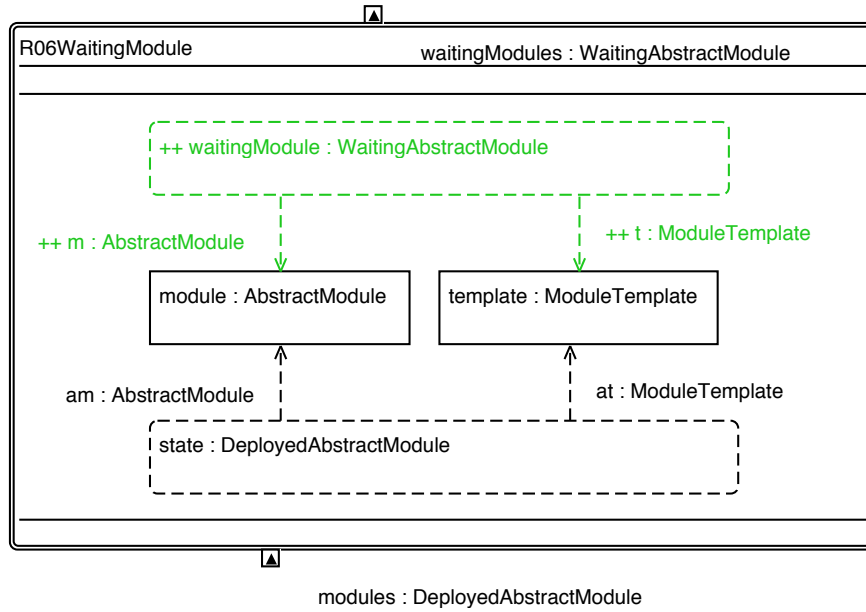 R06WaitingModule
waitingModules : WaitingAbstractModule
++ waitingModule : WaitingAbstractModule
++ m : AbstractModule
++ t : ModuleTemplate
module : AbstractModule
template : ModuleTemplate
am : AbstractModule
at : ModuleTemplate
state : DeployedAbstractModule
modules : DeployedAbstractModule